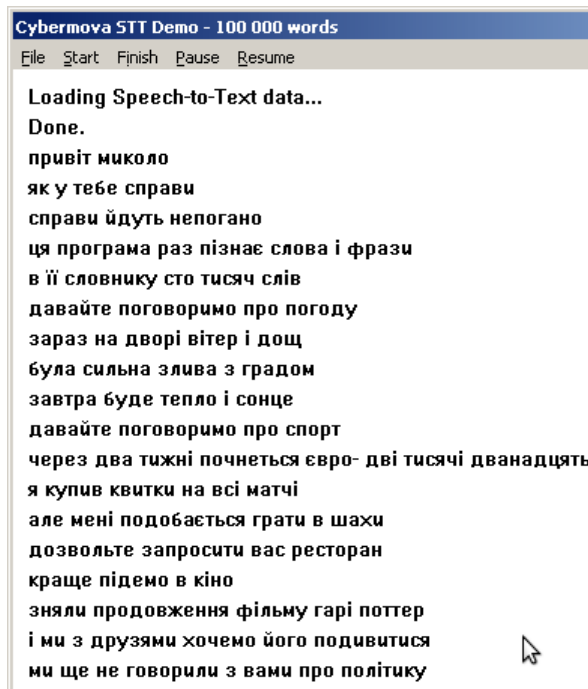 Cybermova STT Demo - 100 000 words
File Start Finish Pause Resume
Loading Speech-to-Text data...
Done.
привіт миколо
як у тебе справи
справи йдуть непогано
ця програма раз пізнає слова і фрази
в її словнику сто тисяч слів
давайте поговоримо про погоду
зараз на дворі вітер і дощ
була сильна злива з градом
завтра буде тепло і сонце
давайте поговоримо про спорт
через два тижні почнеться євро- дві тисячі дванадцять
я купив квитки на всі матчі
але мені подобається грати в шахи
дозвольте запросити вас ресторан
краще підемо в кіно
зняли продовження фільму гарі поттер
і ми з друзями хочемо його подивитися
ми ще не говорили з вами про політику